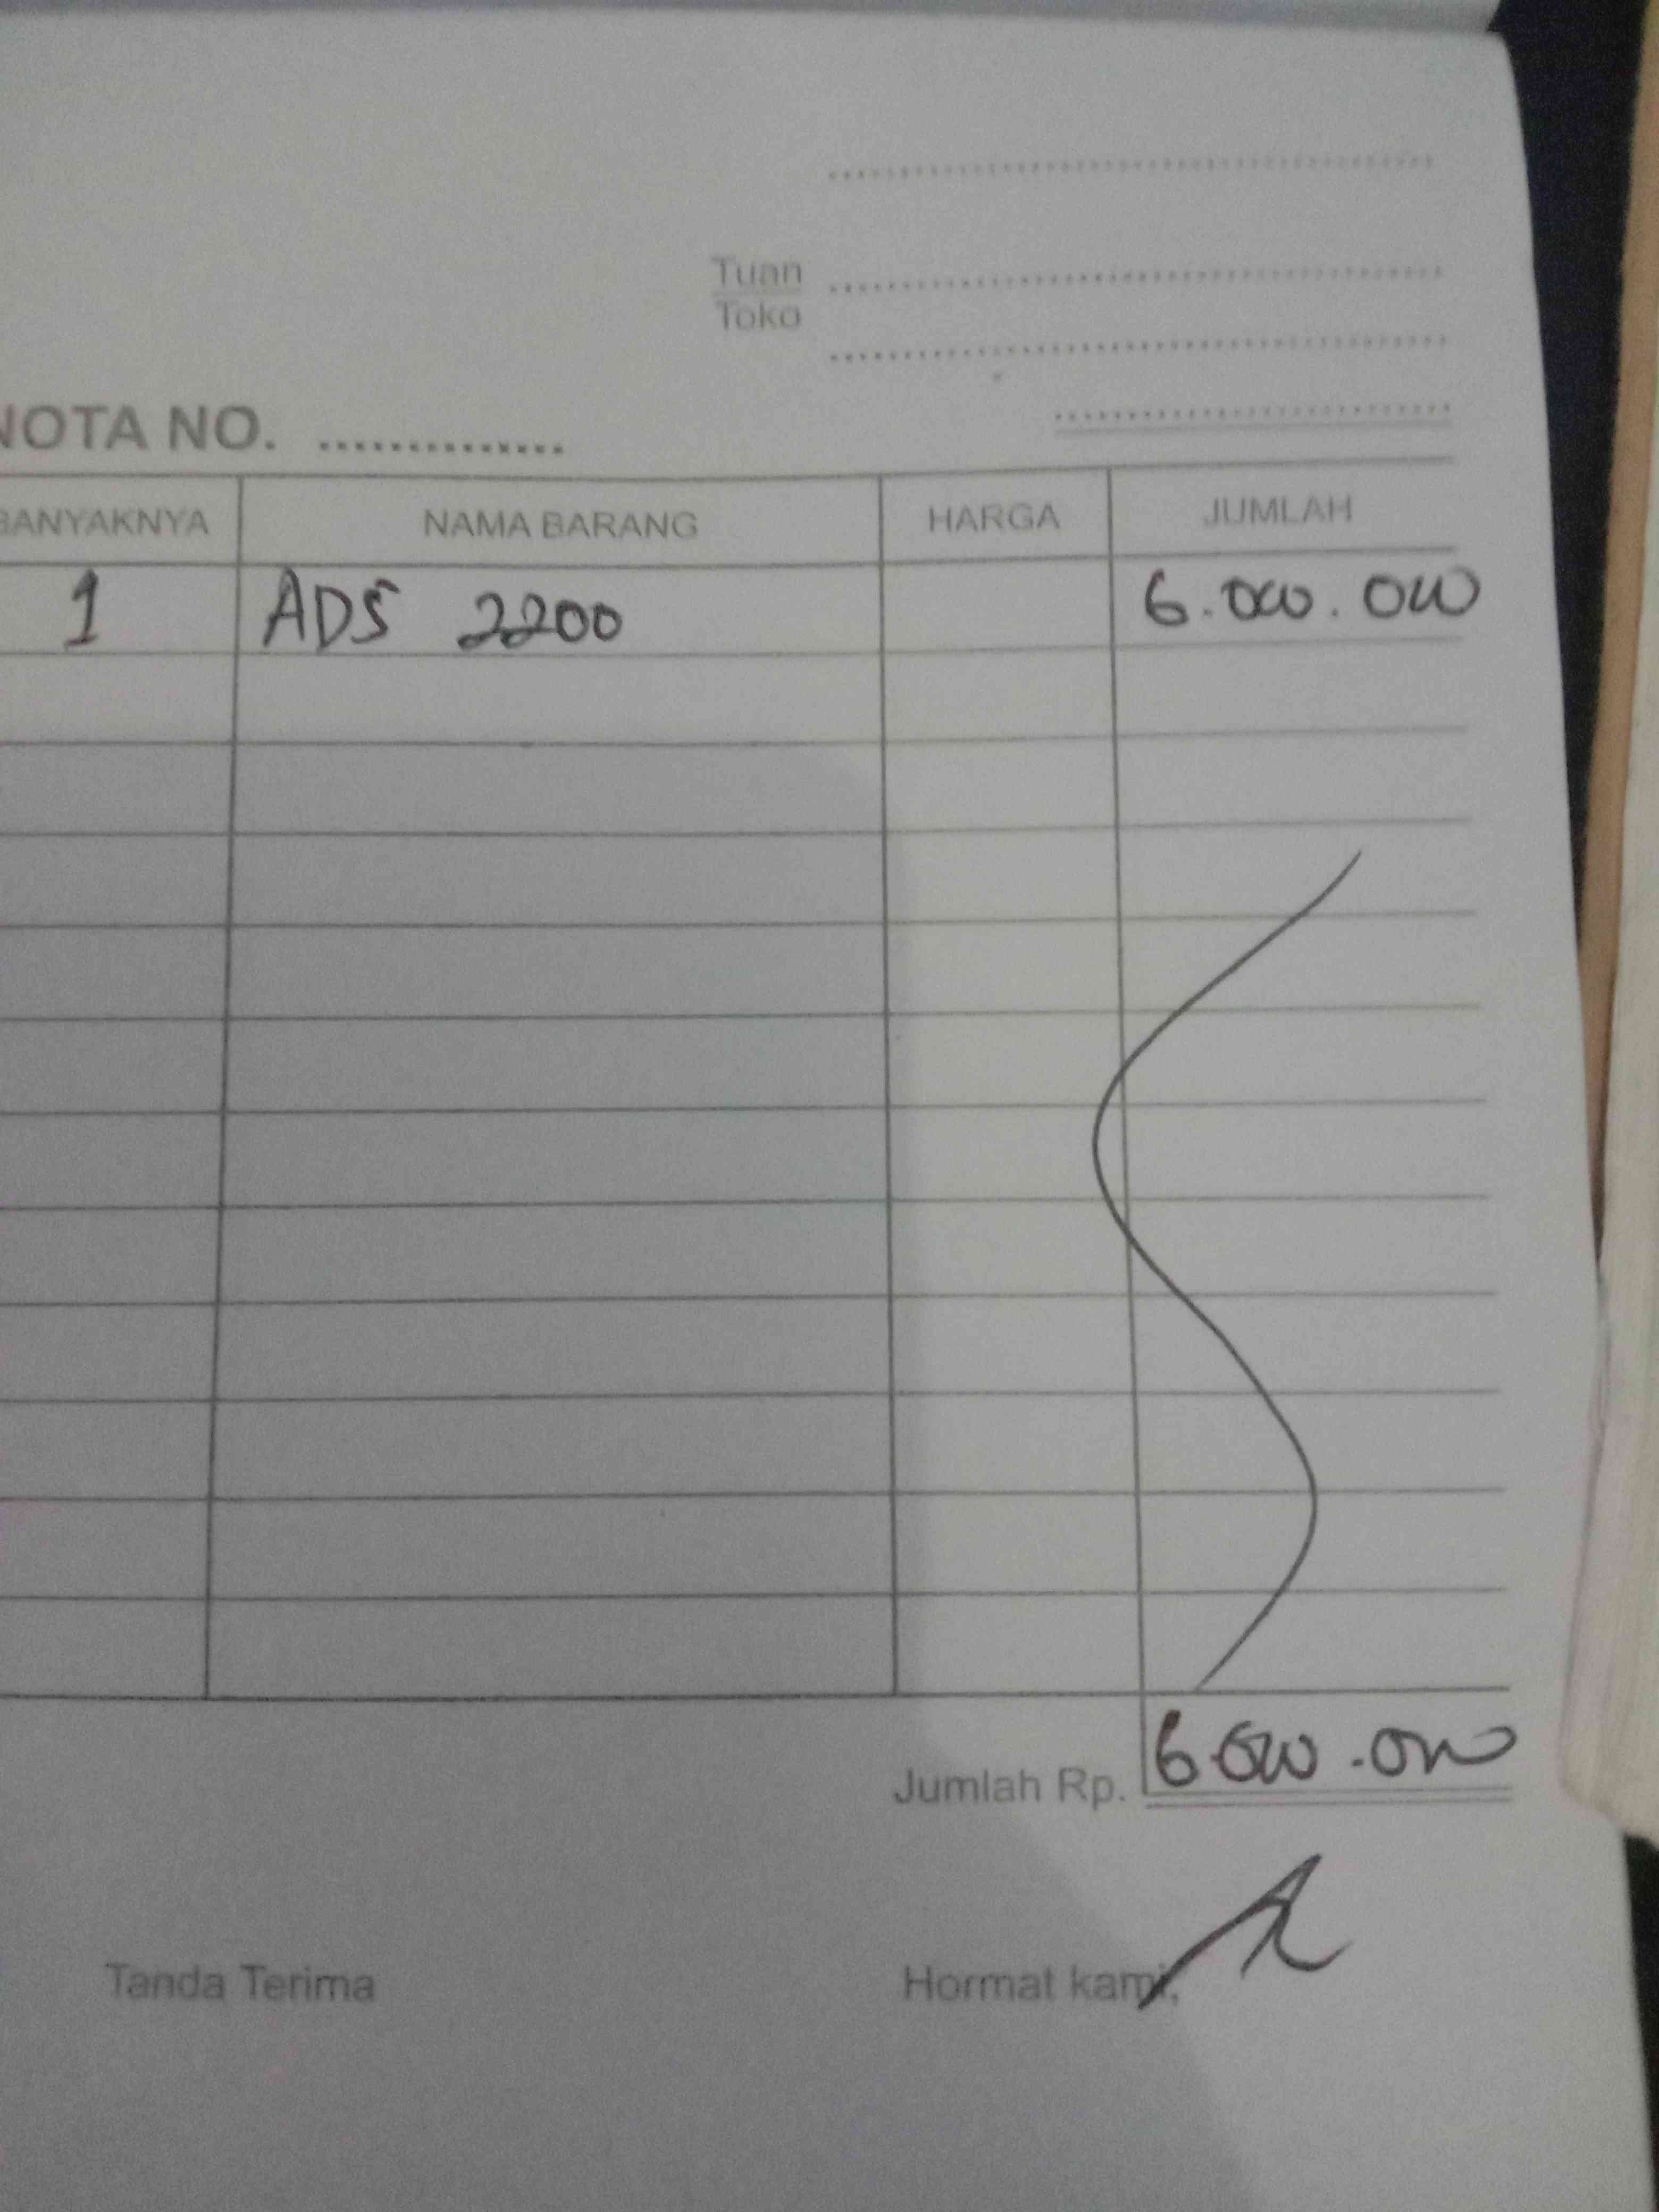 Tuan
Toko
NOTA NO. ..............
BANYAKNYA NAMA BARANG HARGA JUMLAH
1 ADS 2200 6.000.000
Jumlah Rp. 6.000.000
Tanda Terima Hormat kami,